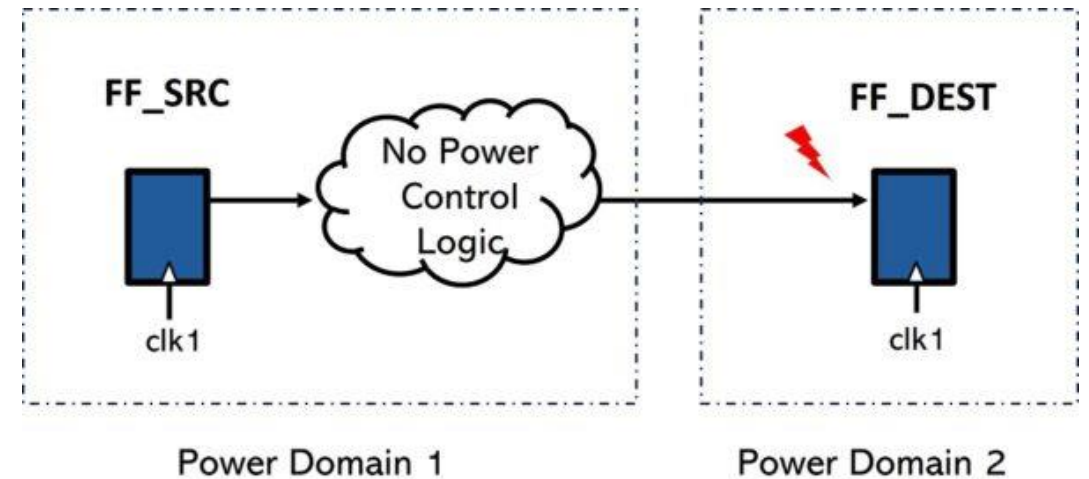 FF_SRC
FF_DEST
No Power
Control
Logic
clk1
clk1
Power Domain 1
Power Domain 2